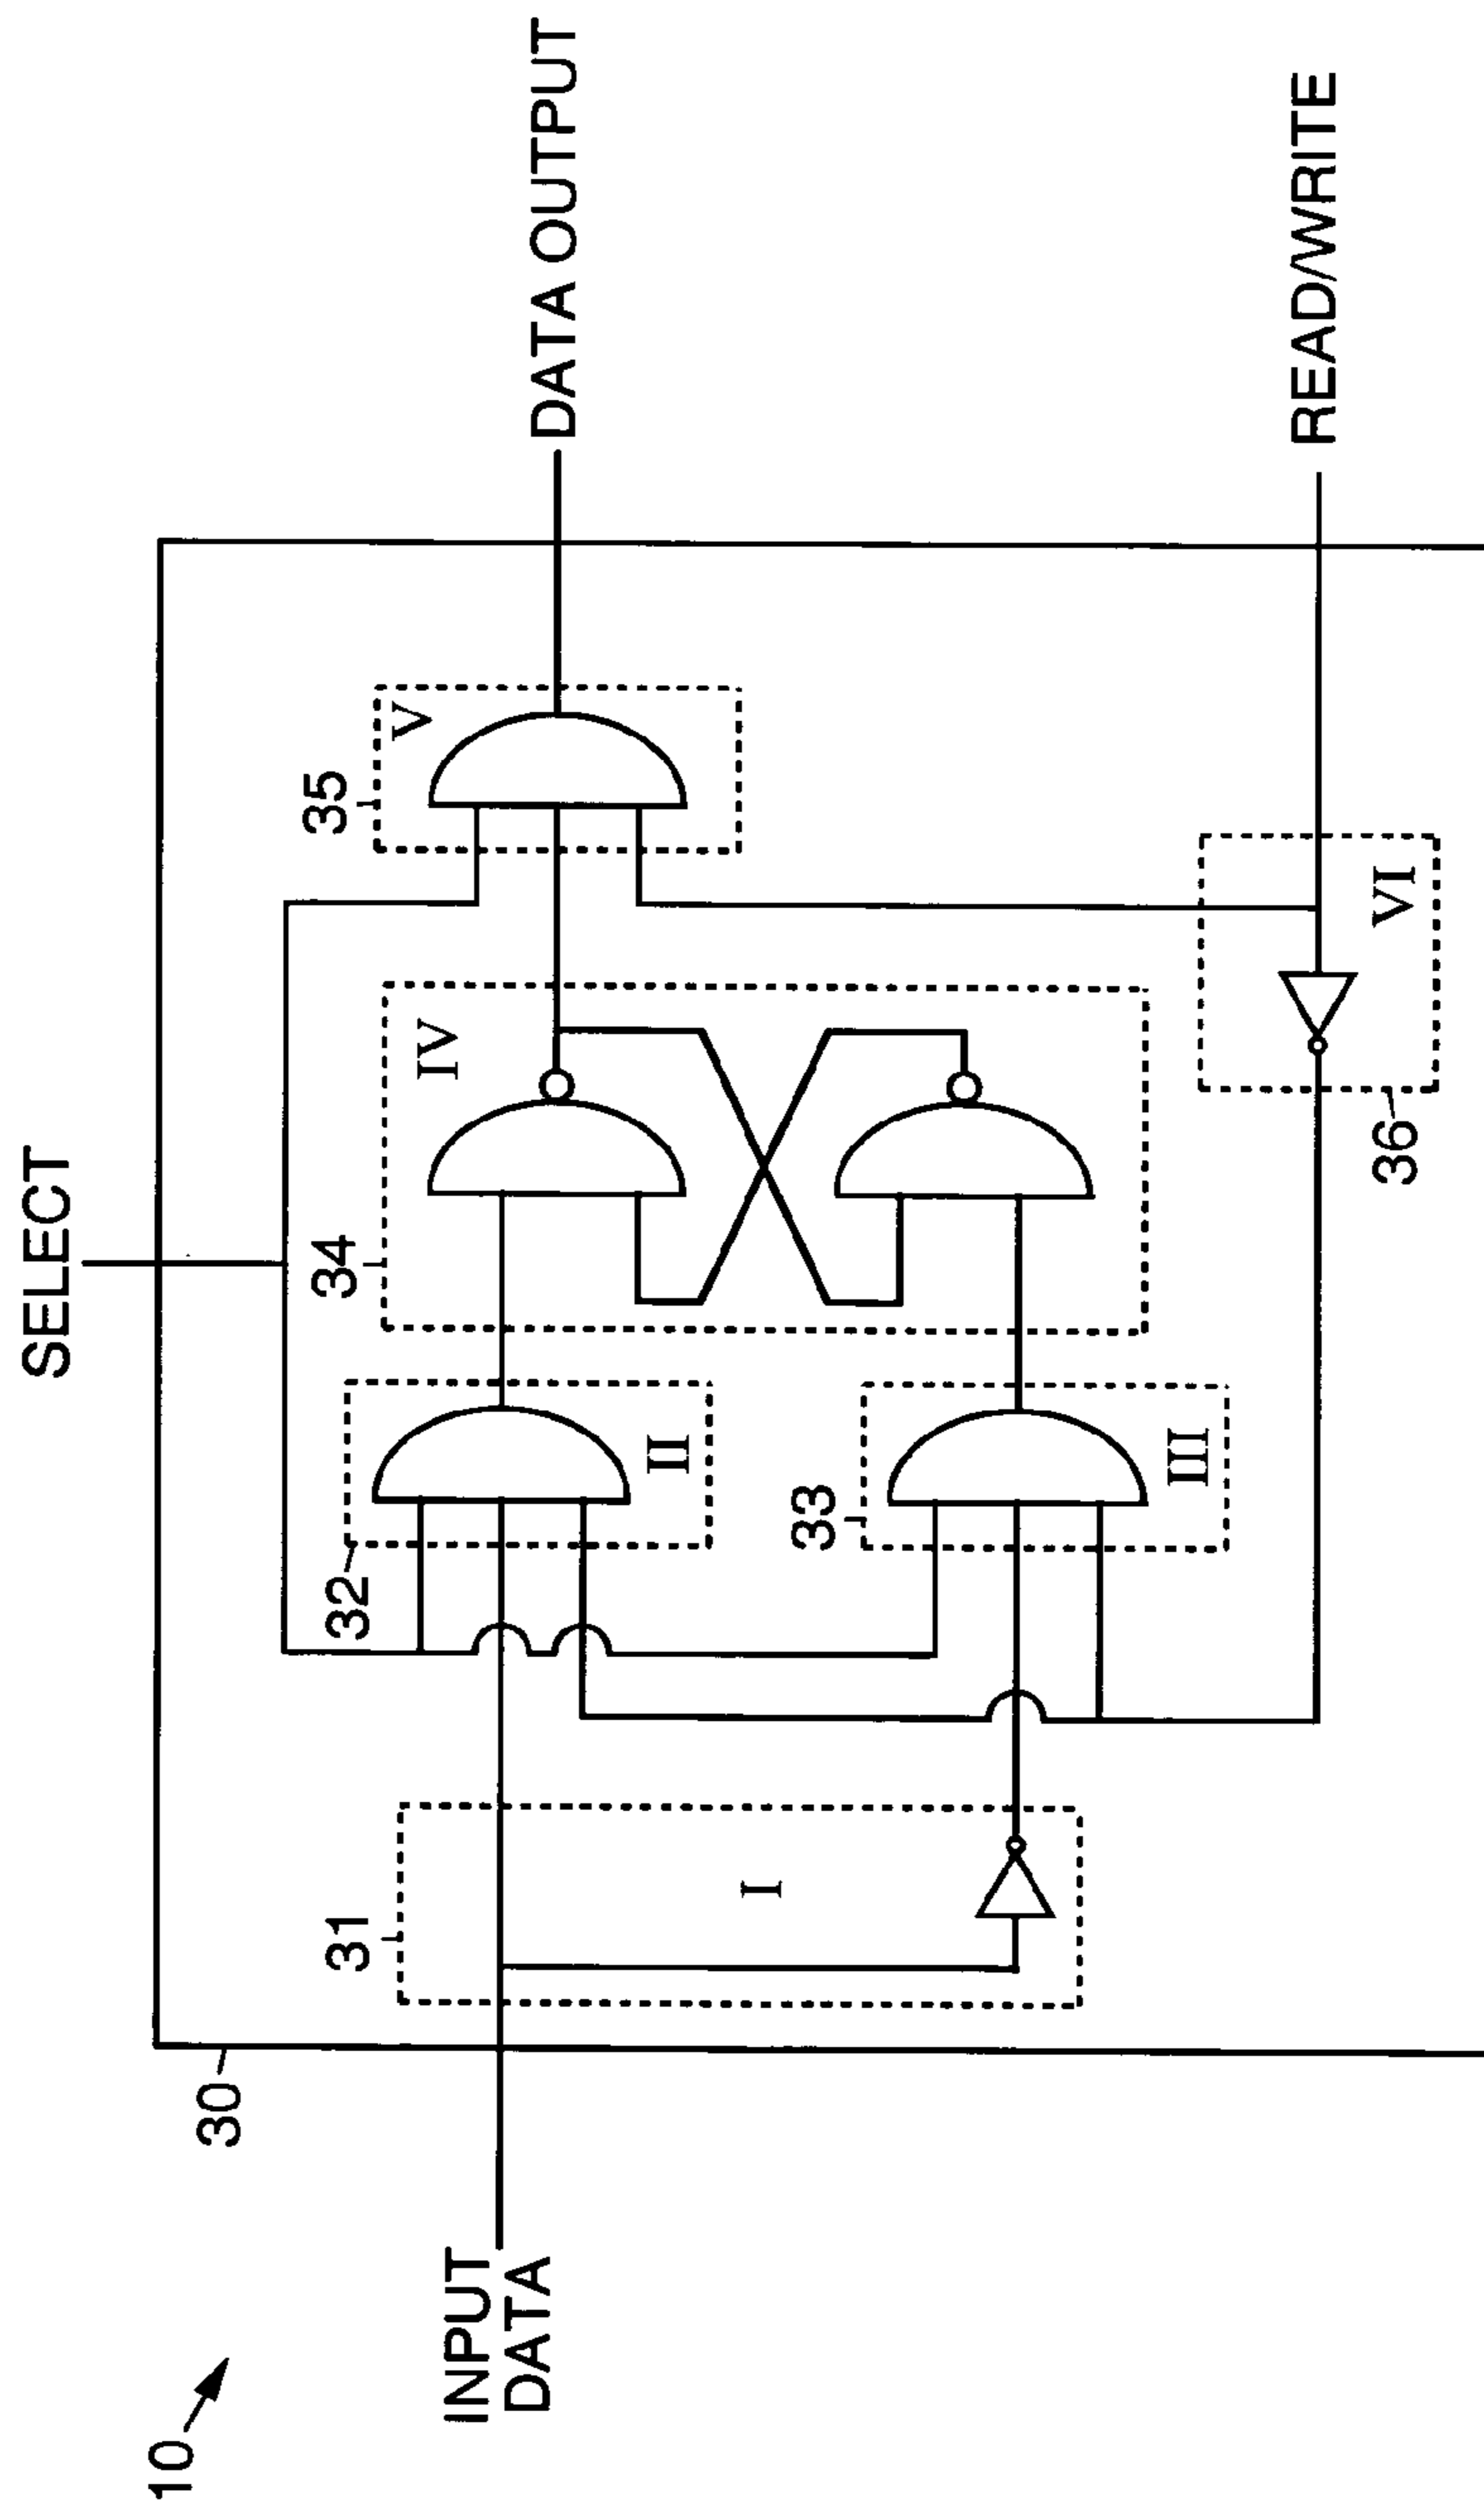 10
30
INPUT
DATA
SELECT
31
I
32
II
33
III
34
IV
35
V
36
VI
DATA OUTPUT
READ/WRITE